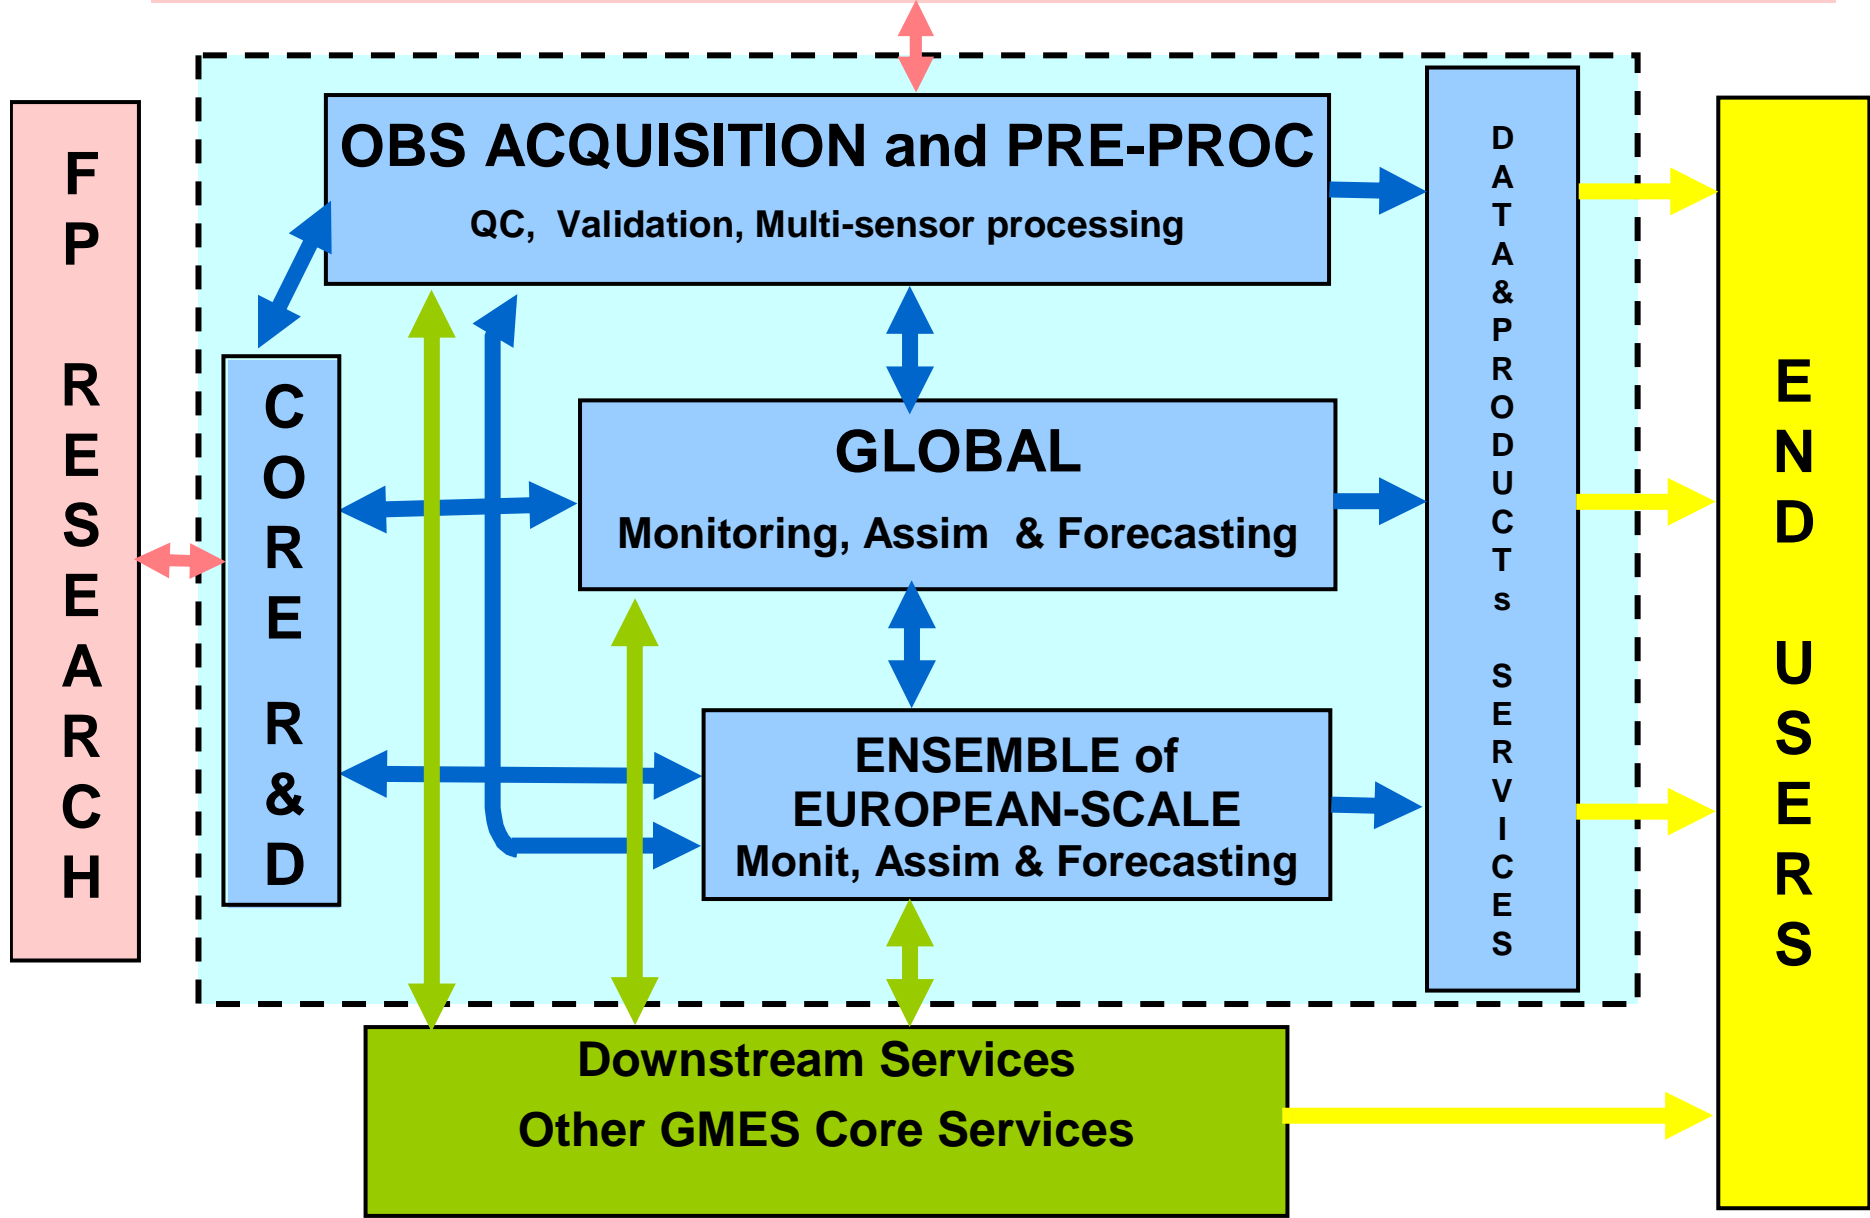 FP RESEARCH
OBS ACQUISITION and PRE-PROC
QC, Validation, Multi-sensor processing
CORE R&D
GLOBAL
Monitoring, Assim & Forecasting
ENSEMBLE of
EUROPEAN-SCALE
Monit, Assim & Forecasting
DATA&PRODUCTs SERVICES
END USERS
Downstream Services
Other GMES Core Services